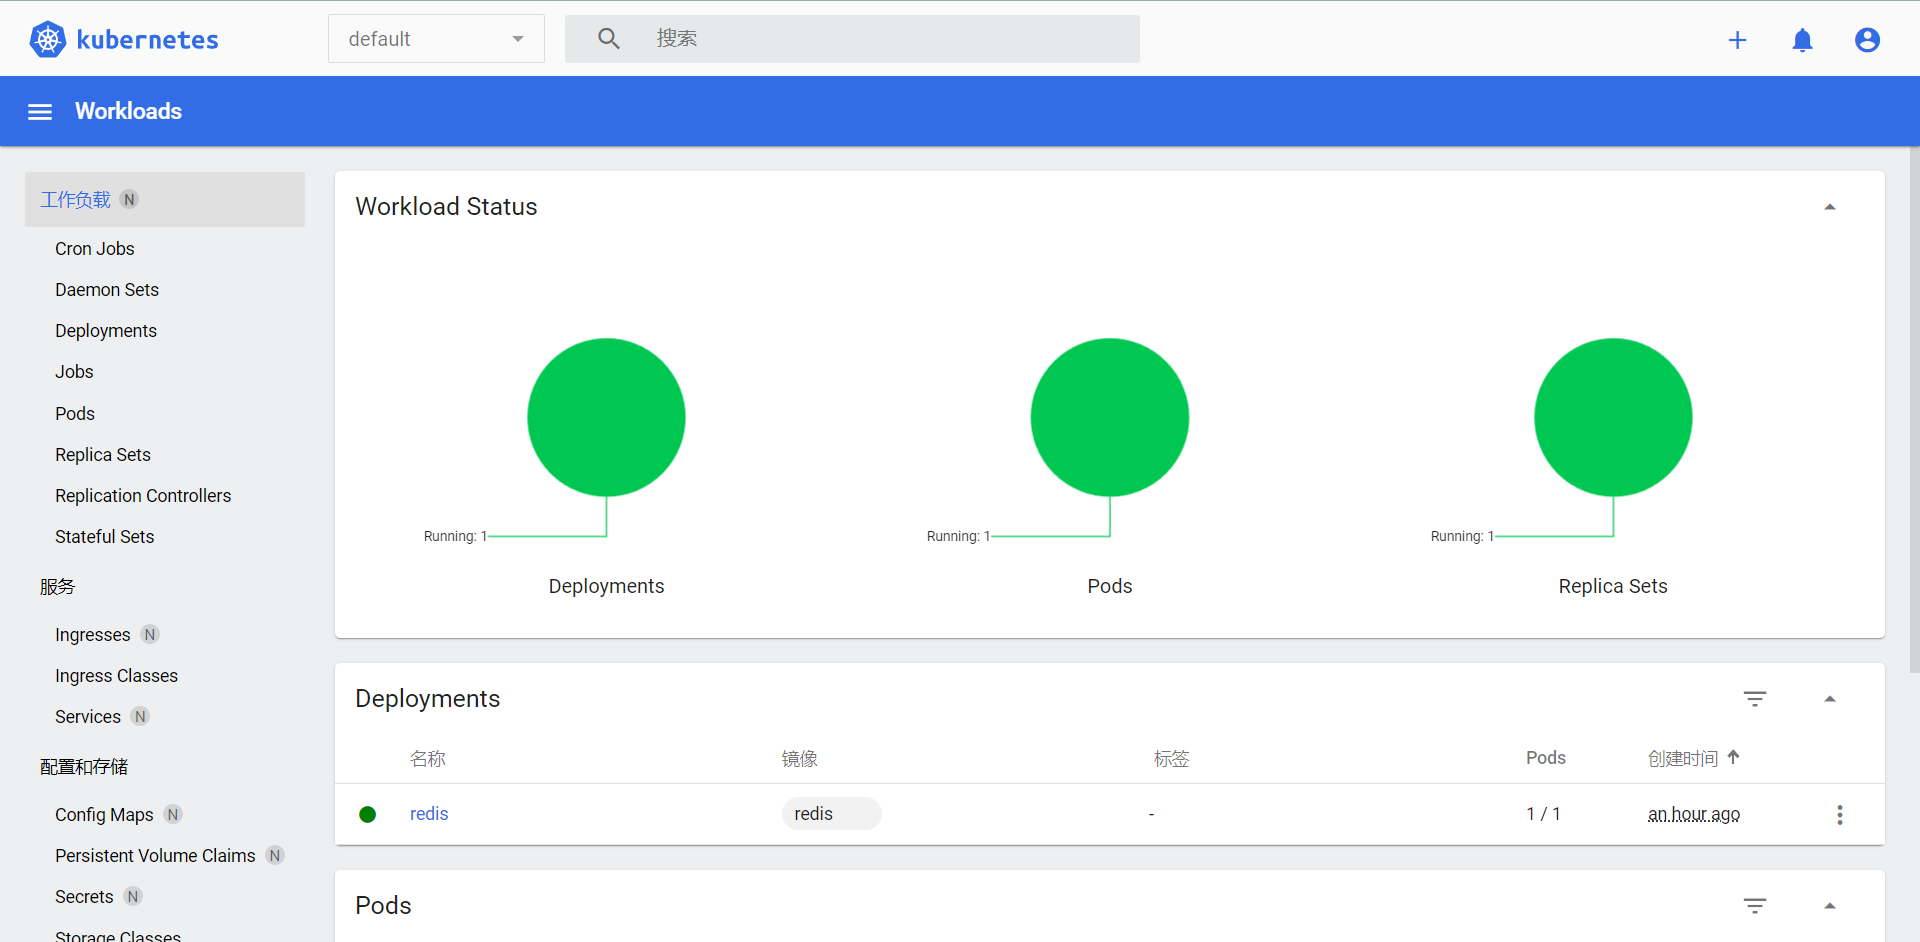 kubernetes
default
搜索
Workloads
工作负载 N
Cron Jobs
Daemon Sets
Deployments
Jobs
Pods
Replica Sets
Replication Controllers
Stateful Sets
服务
Ingresses N
Ingress Classes
Services N
配置和存储
Config Maps N
Persistent Volume Claims N
Secrets N
Storage Classes
Workload Status
Running: 1
Deployments
Running: 1
Pods
Running: 1
Replica Sets
Deployments
名称 镜像 标签 Pods 创建时间
redis redis - 1 / 1 an hour ago
Pods